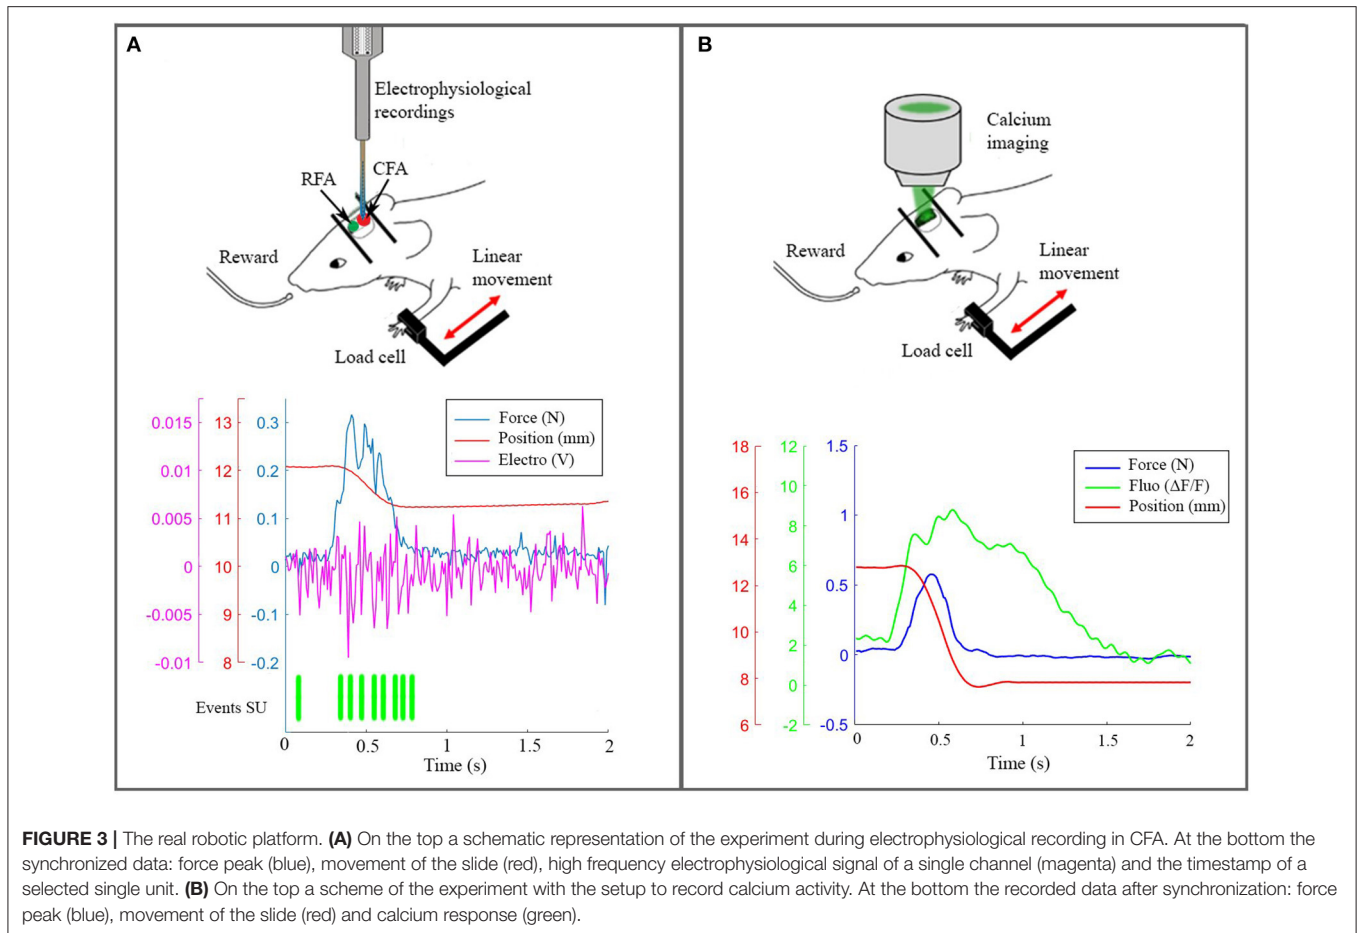 A
Electrophysiological
recordings
RFA
CFA
Reward
Linear
movement
Load cell
0.015
0.01
0.005
0
-0.005
-0.01
13
12
11
10
9
8
0.3
0.2
0.1
0
-0.1
-0.2
Force (N)
Position (mm)
Electro (V)
Events SU
0
0.5
1
1.5
2
Time (s)
B
Calcium
imaging
Reward
Linear
movement
Load cell
18
16
14
12
10
8
6
12
10
8
6
4
2
0
-2
1.5
1
0.5
0
-0.5
Force (N)
Fluo (ΔF/F)
Position (mm)
0
0.5
1
1.5
2
Time (s)
FIGURE 3 | The real robotic platform. (A) On the top a schematic representation of the experiment during electrophysiological recording in CFA. At the bottom the
synchronized data: force peak (blue), movement of the slide (red), high frequency electrophysiological signal of a single channel (magenta) and the timestamp of a
selected single unit. (B) On the top a scheme of the experiment with the setup to record calcium activity. At the bottom the recorded data after synchronization: force
peak (blue), movement of the slide (red) and calcium response (green).